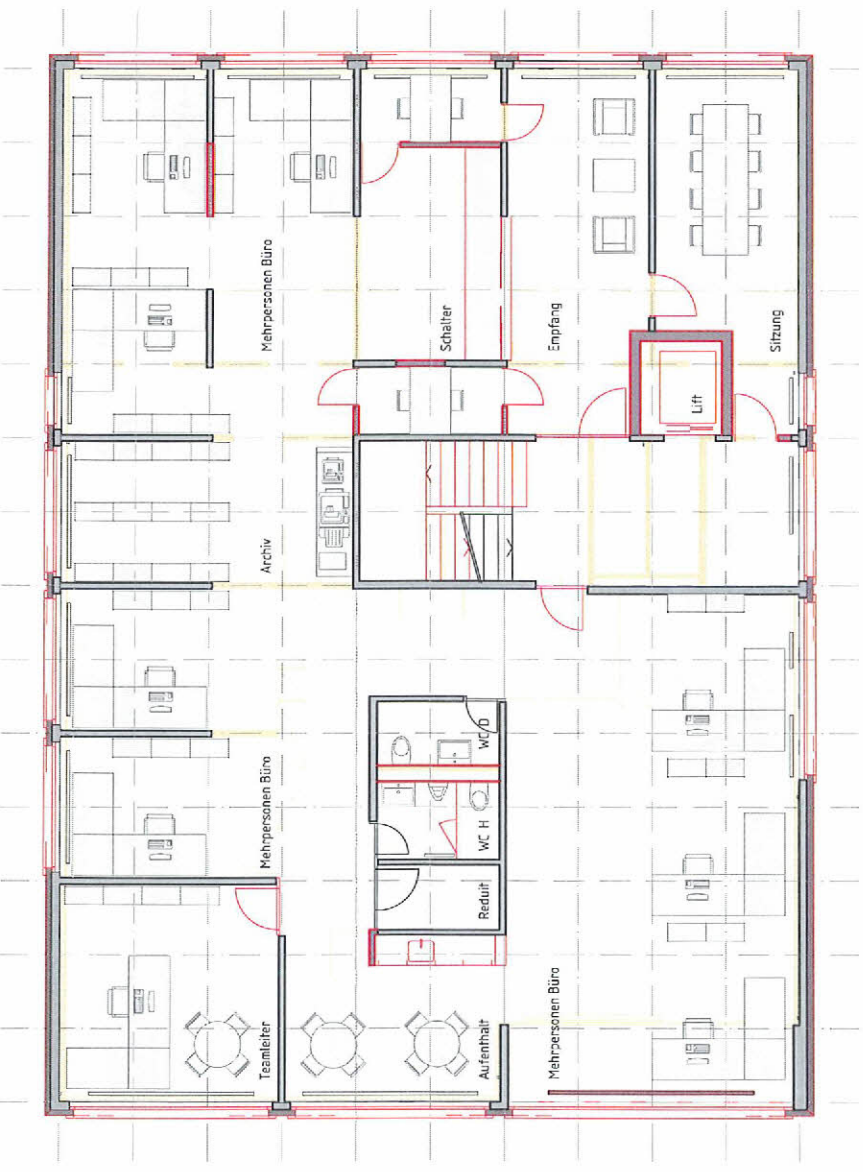 Mehrpersonen Büro
Schalter
Empfang
Sitzung
Lift
Archiv
Mehrpersonen Büro
WC D
WC H
Reduit
Teamleiter
Aufenthalt
Mehrpersonen Büro